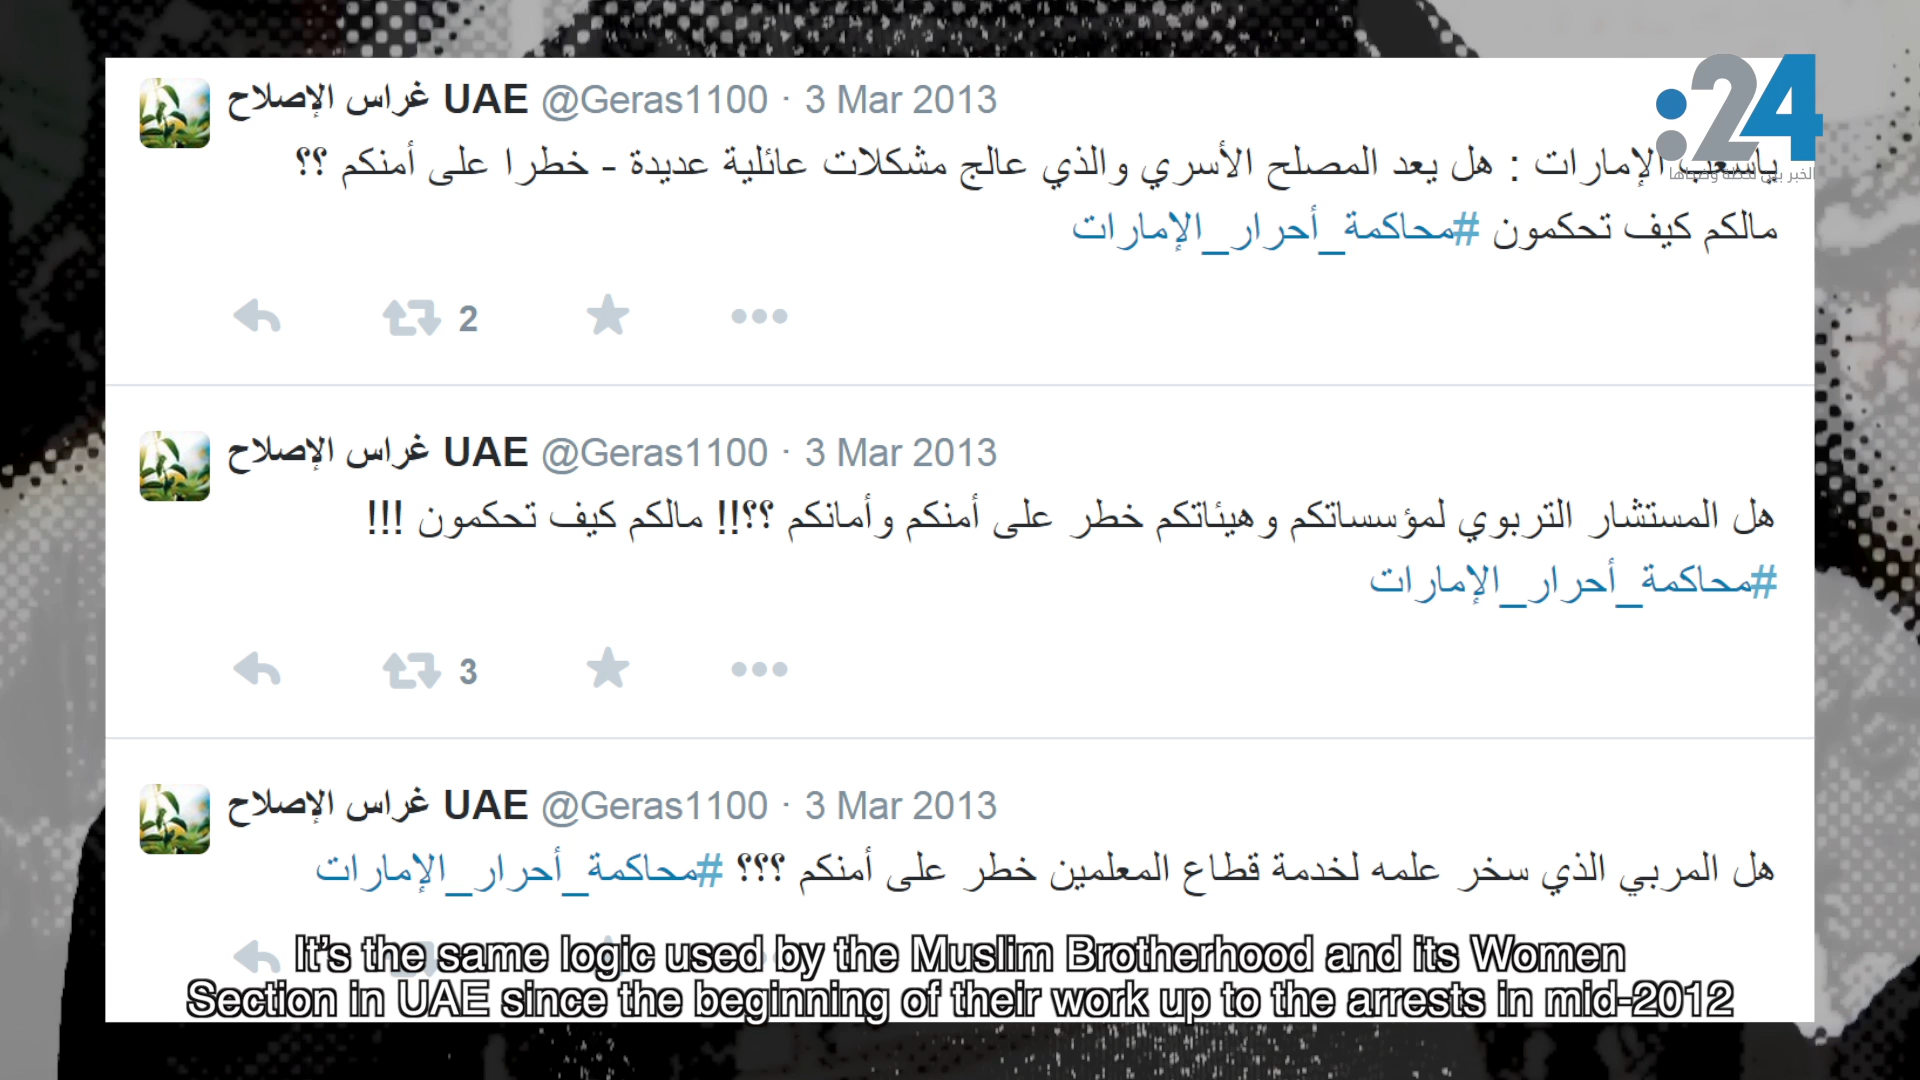 غراس الإصلاح UAE @Geras1100 · 3 Mar 2013
:24
ياشعب الإمارات : هل يعد المصلح الأسري والذي عالج مشكلات عائلية عديدة - خطرا على أمنكم ؟؟
مالكم كيف تحكمون #محاكمة_أحرار_الإمارات
2
غراس الإصلاح UAE @Geras1100 · 3 Mar 2013
هل المستشار التربوي لمؤسساتكم وهيئاتكم خطر على أمنكم وأمانكم ؟؟!! مالكم كيف تحكمون !!!
#محاكمة_أحرار_الإمارات
3
غراس الإصلاح UAE @Geras1100 · 3 Mar 2013
هل المربي الذي سخر علمه لخدمة قطاع المعلمين خطر على أمنكم ؟؟؟ #محاكمة_أحرار_الإمارات
It's the same logic used by the Muslim Brotherhood and its Women
Section in UAE since the beginning of their work up to the arrests in mid-2012